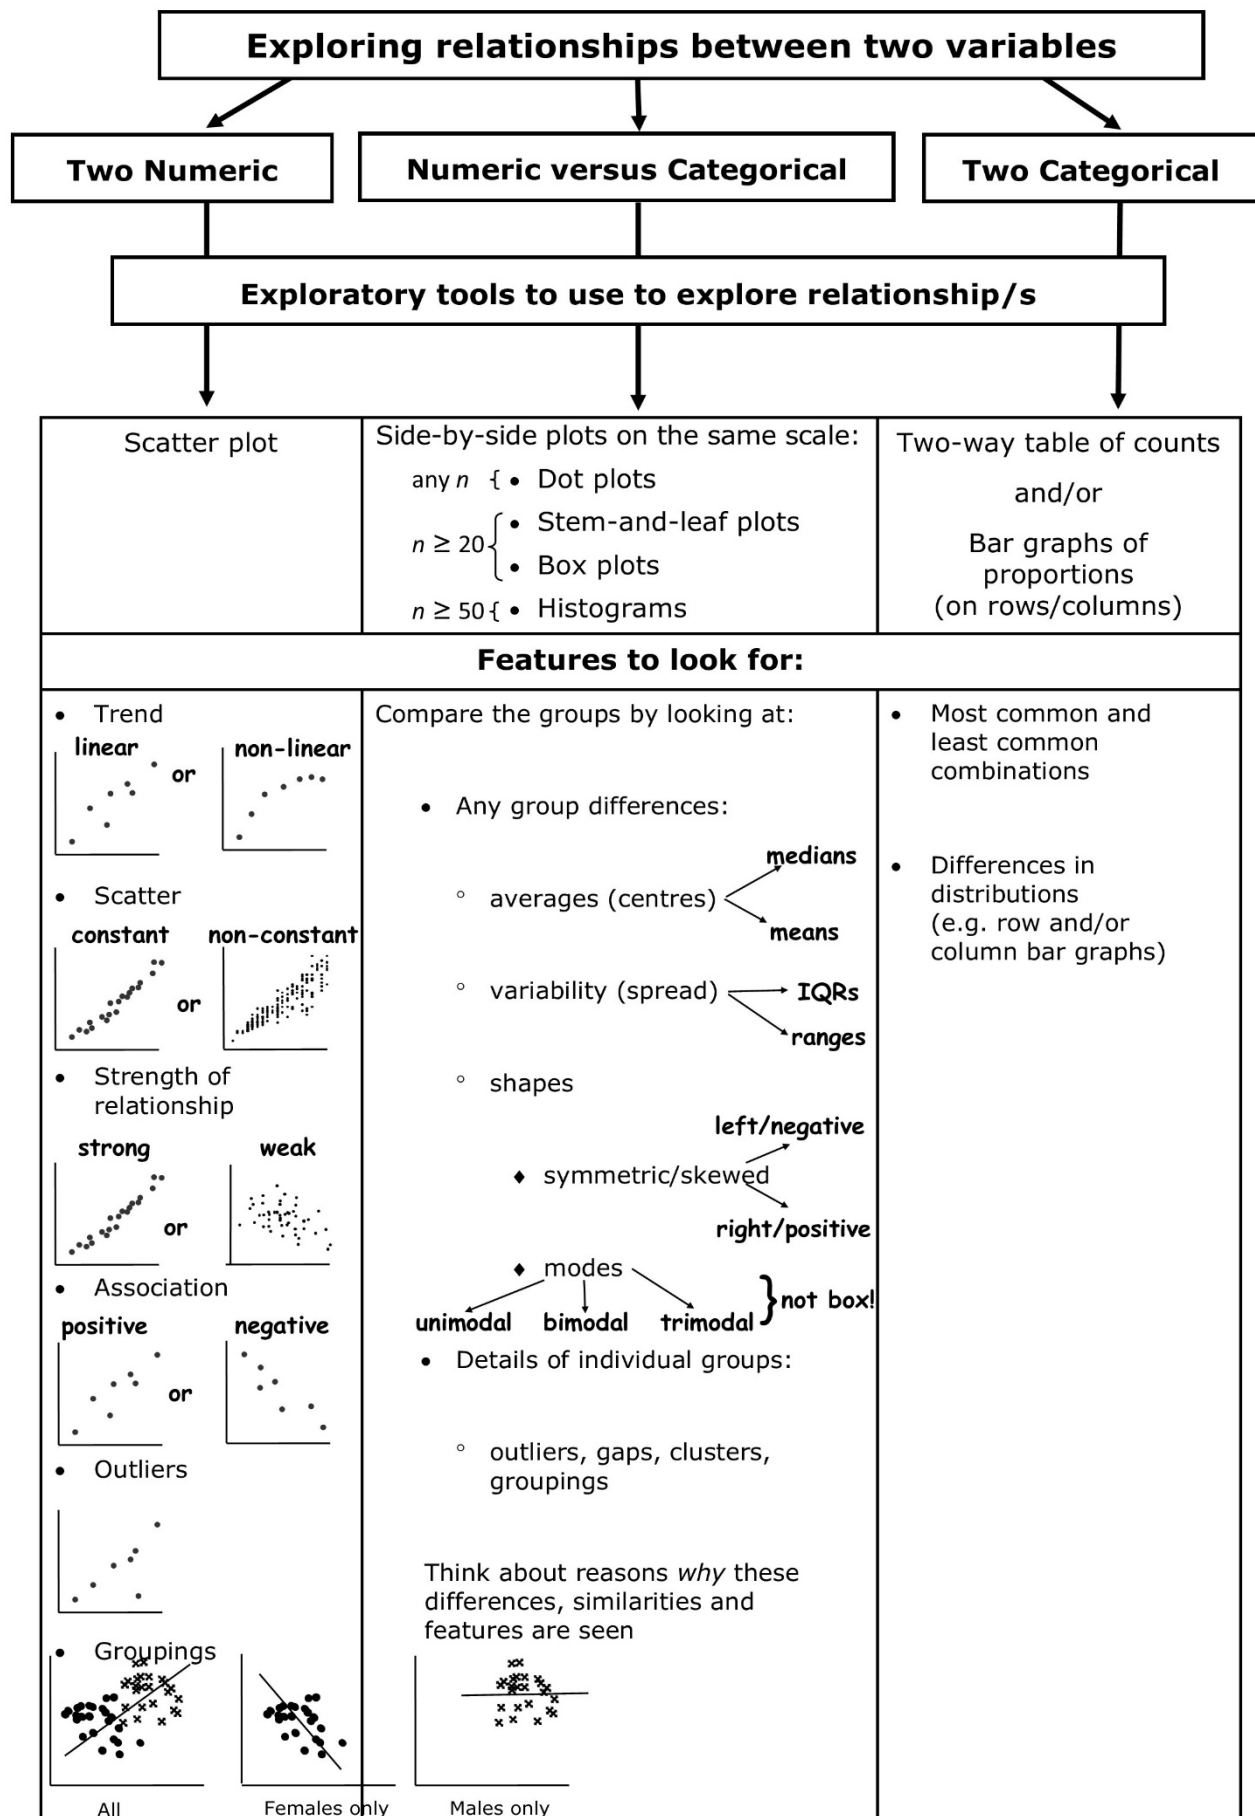 Exploring relationships between two variables
Two Numeric
Numeric versus Categorical
Two Categorical
Exploratory tools to use to explore relationship/s
Scatter plot
Side-by-side plots on the same scale:
any n { • Dot plots
n ≥ 20 { • Stem-and-leaf plots
• Box plots
n ≥ 50 { • Histograms
Two-way table of counts
and/or
Bar graphs of
proportions
(on rows/columns)
Features to look for:
• Trend
linear or non-linear
• Scatter
constant or non-constant
• Strength of
relationship
strong or weak
• Association
positive or negative
• Outliers
• Groupings
All
Females only
Males only
Compare the groups by looking at:
• Any group differences:
◦ averages (centres)
medians
means
◦ variability (spread)
IQRs
ranges
◦ shapes
♦ symmetric/skewed
left/negative
right/positive
♦ modes
unimodal bimodal trimodal } not box!
• Details of individual groups:
◦ outliers, gaps, clusters,
groupings
Think about reasons why these
differences, similarities and
features are seen
• Most common and
least common
combinations
• Differences in
distributions
(e.g. row and/or
column bar graphs)